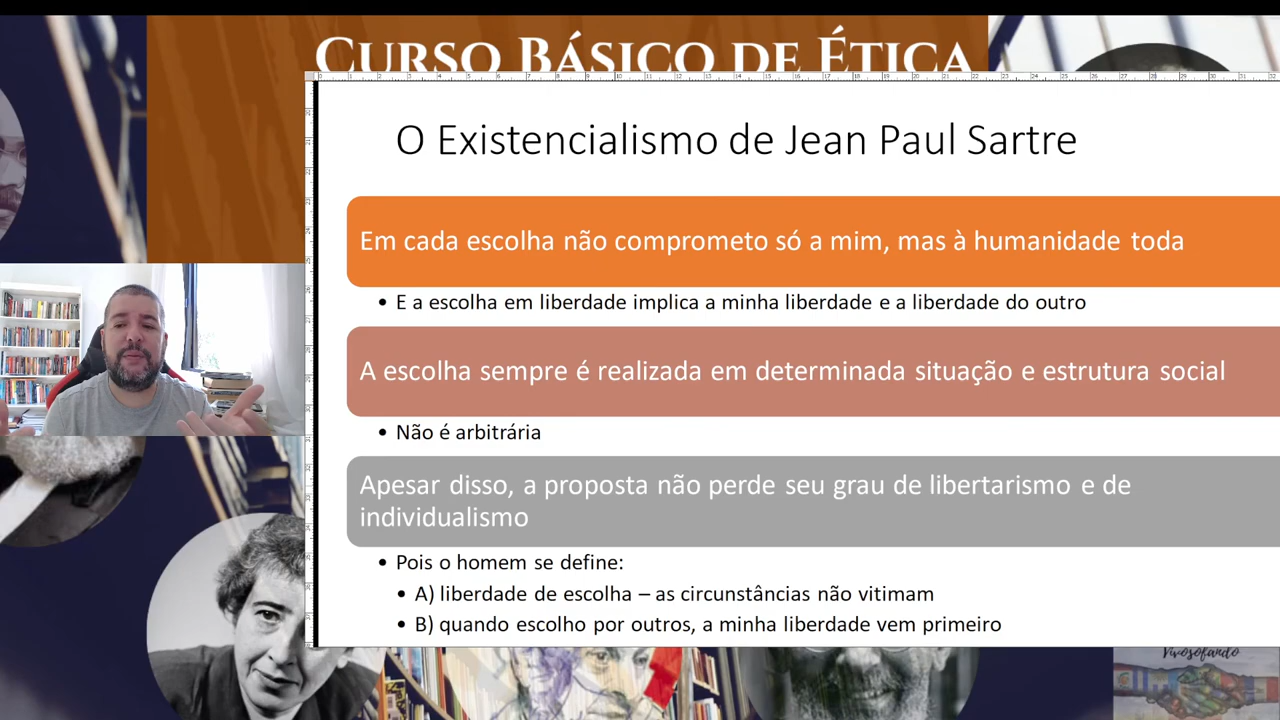 CURSO BÁSICO DE ÉTICA
O Existencialismo de Jean Paul Sartre
Em cada escolha não comprometo só a mim, mas à humanidade toda
• E a escolha em liberdade implica a minha liberdade e a liberdade do outro
A escolha sempre é realizada em determinada situação e estrutura social
• Não é arbitrária
Apesar disso, a proposta não perde seu grau de libertarismo e de
individualismo
• Pois o homem se define:
• A) liberdade de escolha – as circunstâncias não vitimam
• B) quando escolho por outros, a minha liberdade vem primeiro
Vivosofando